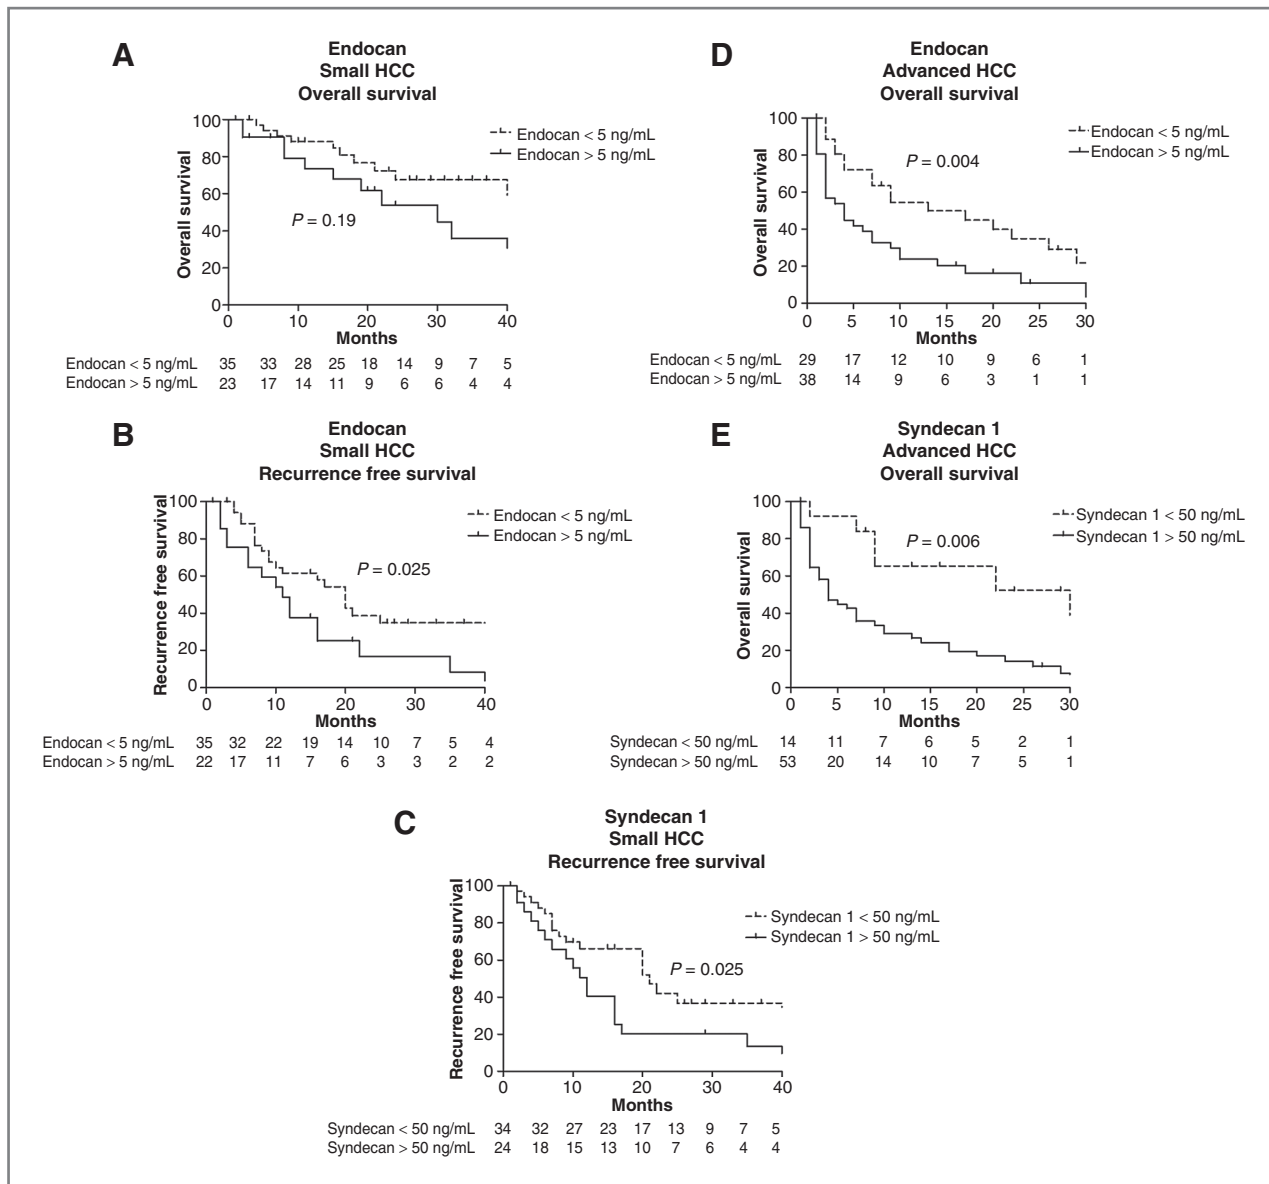 A
Endocan
Small HCC
Overall survival
Overall survival
100
80
60
40
20
0
0 10 20 30 40
Months
Endocan < 5 ng/mL
Endocan > 5 ng/mL
P = 0.19
Endocan < 5 ng/mL 35 33 28 25 18 14 9 7 5
Endocan > 5 ng/mL 23 17 14 11 9 6 6 4 4
D
Endocan
Advanced HCC
Overall survival
Overall survival
100
80
60
40
20
0
0 5 10 15 20 25 30
Months
Endocan < 5 ng/mL
Endocan > 5 ng/mL
P = 0.004
Endocan < 5 ng/mL 29 17 12 10 9 6 1
Endocan > 5 ng/mL 38 14 9 6 3 1 1
B
Endocan
Small HCC
Recurrence free survival
Recurrence free survival
100
80
60
40
20
0
0 10 20 30 40
Months
Endocan < 5 ng/mL
Endocan > 5 ng/mL
P = 0.025
Endocan < 5 ng/mL 35 32 22 19 14 10 7 5 4
Endocan > 5 ng/mL 22 17 11 7 6 3 3 2 2
E
Syndecan 1
Advanced HCC
Overall survival
Overall survival
100
80
60
40
20
0
0 5 10 15 20 25 30
Months
Syndecan 1 < 50 ng/mL
Syndecan 1 > 50 ng/mL
P = 0.006
Syndecan < 50 ng/mL 14 11 7 6 5 2 1
Syndecan > 50 ng/mL 53 20 14 10 7 5 1
C
Syndecan 1
Small HCC
Recurrence free survival
Recurrence free survival
100
80
60
40
20
0
0 10 20 30 40
Months
Syndecan 1 < 50 ng/mL
Syndecan 1 > 50 ng/mL
P = 0.025
Syndecan < 50 ng/mL 34 32 27 23 17 13 9 7 5
Syndecan > 50 ng/mL 24 18 15 13 10 7 6 4 4